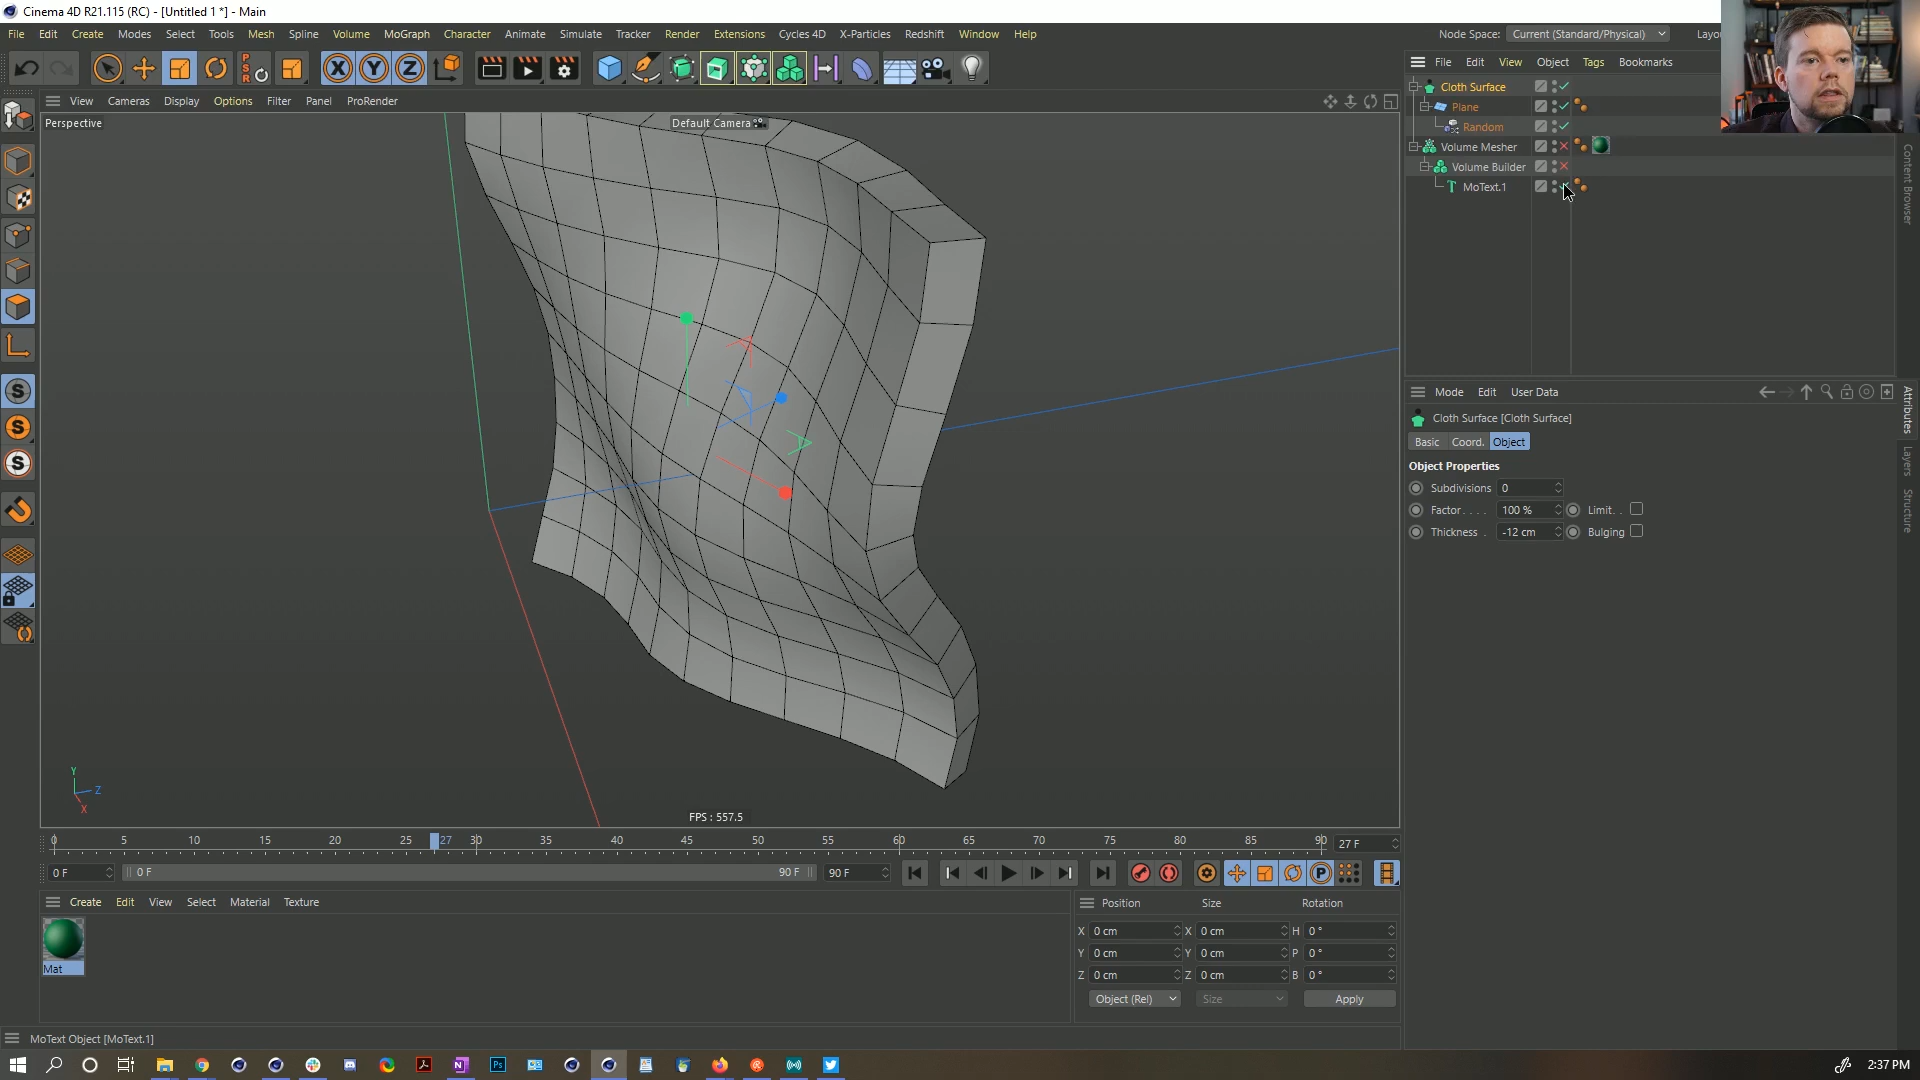 Cinema 4D R21.115 (RC) - [Untitled 1 *] - Main
File Edit Create Modes Select Tools Mesh Spline Volume MoGraph Character Animate Simulate Tracker Render Extensions Cycles 4D X-Particles Redshift Window Help
Node Space: Current (Standard/Physical) Layou
P S R X Y Z
File Edit View Object Tags Bookmarks
View Cameras Display Options Filter Panel ProRender
Perspective
Default Camera
Cloth Surface
Plane
Random
Volume Mesher
Volume Builder
MoText.1
Content Browser
Mode Edit User Data
Cloth Surface [Cloth Surface]
Basic Coord. Object
Object Properties
Subdivisions 0
Factor. . . . 100 % Limit. .
Thickness . -12 cm Bulging
Attributes
Layers
Structure
S
S
S
Y
Z
X
FPS : 557.5
0 5 10 15 20 25 27 30 35 40 45 50 55 60 65 70 75 80 85 90 27 F
0 F 0 F 90 F 90 F P
Create Edit View Select Material Texture
Mat
Position Size Rotation
X 0 cm X 0 cm H 0 °
Y 0 cm Y 0 cm P 0 °
Z 0 cm Z 0 cm B 0 °
Object (Rel) Size Apply
MoText Object [MoText.1]
Ps
2:37 PM